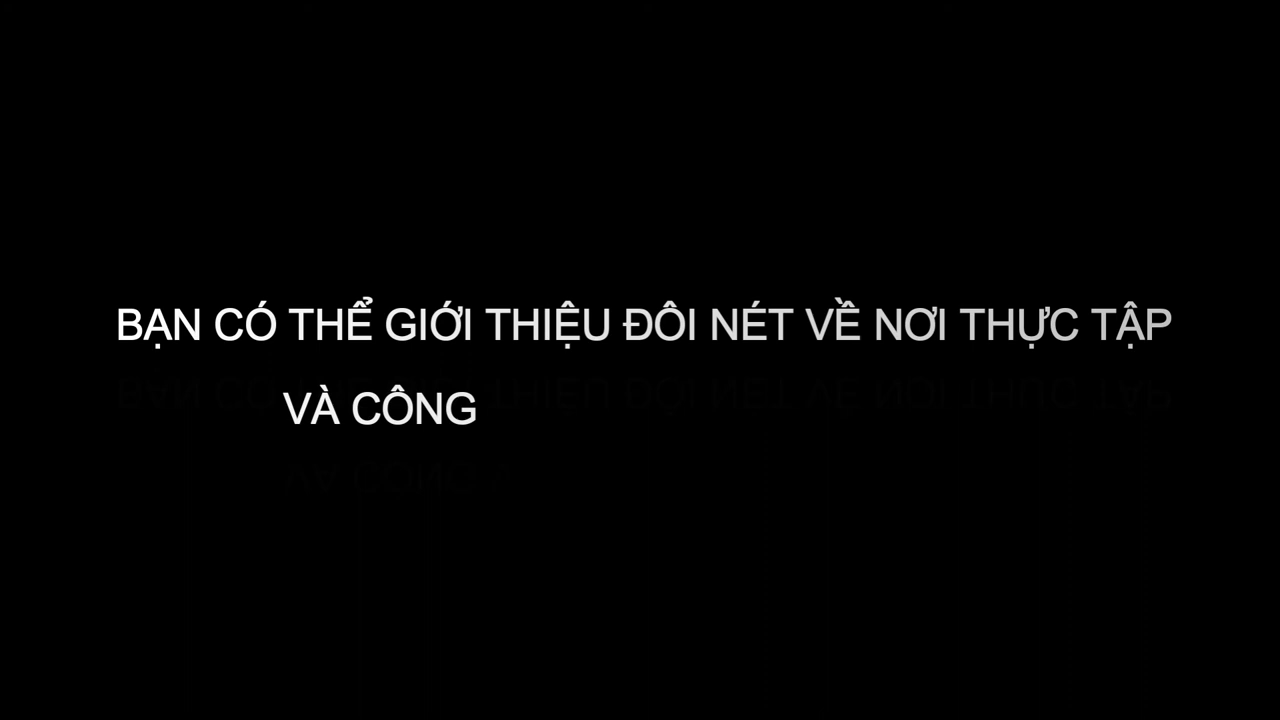 BẠN CÓ THỂ GIỚI THIỆU ĐÔI NÉT VỀ NƠI THỰC TẬP
VÀ CÔNG